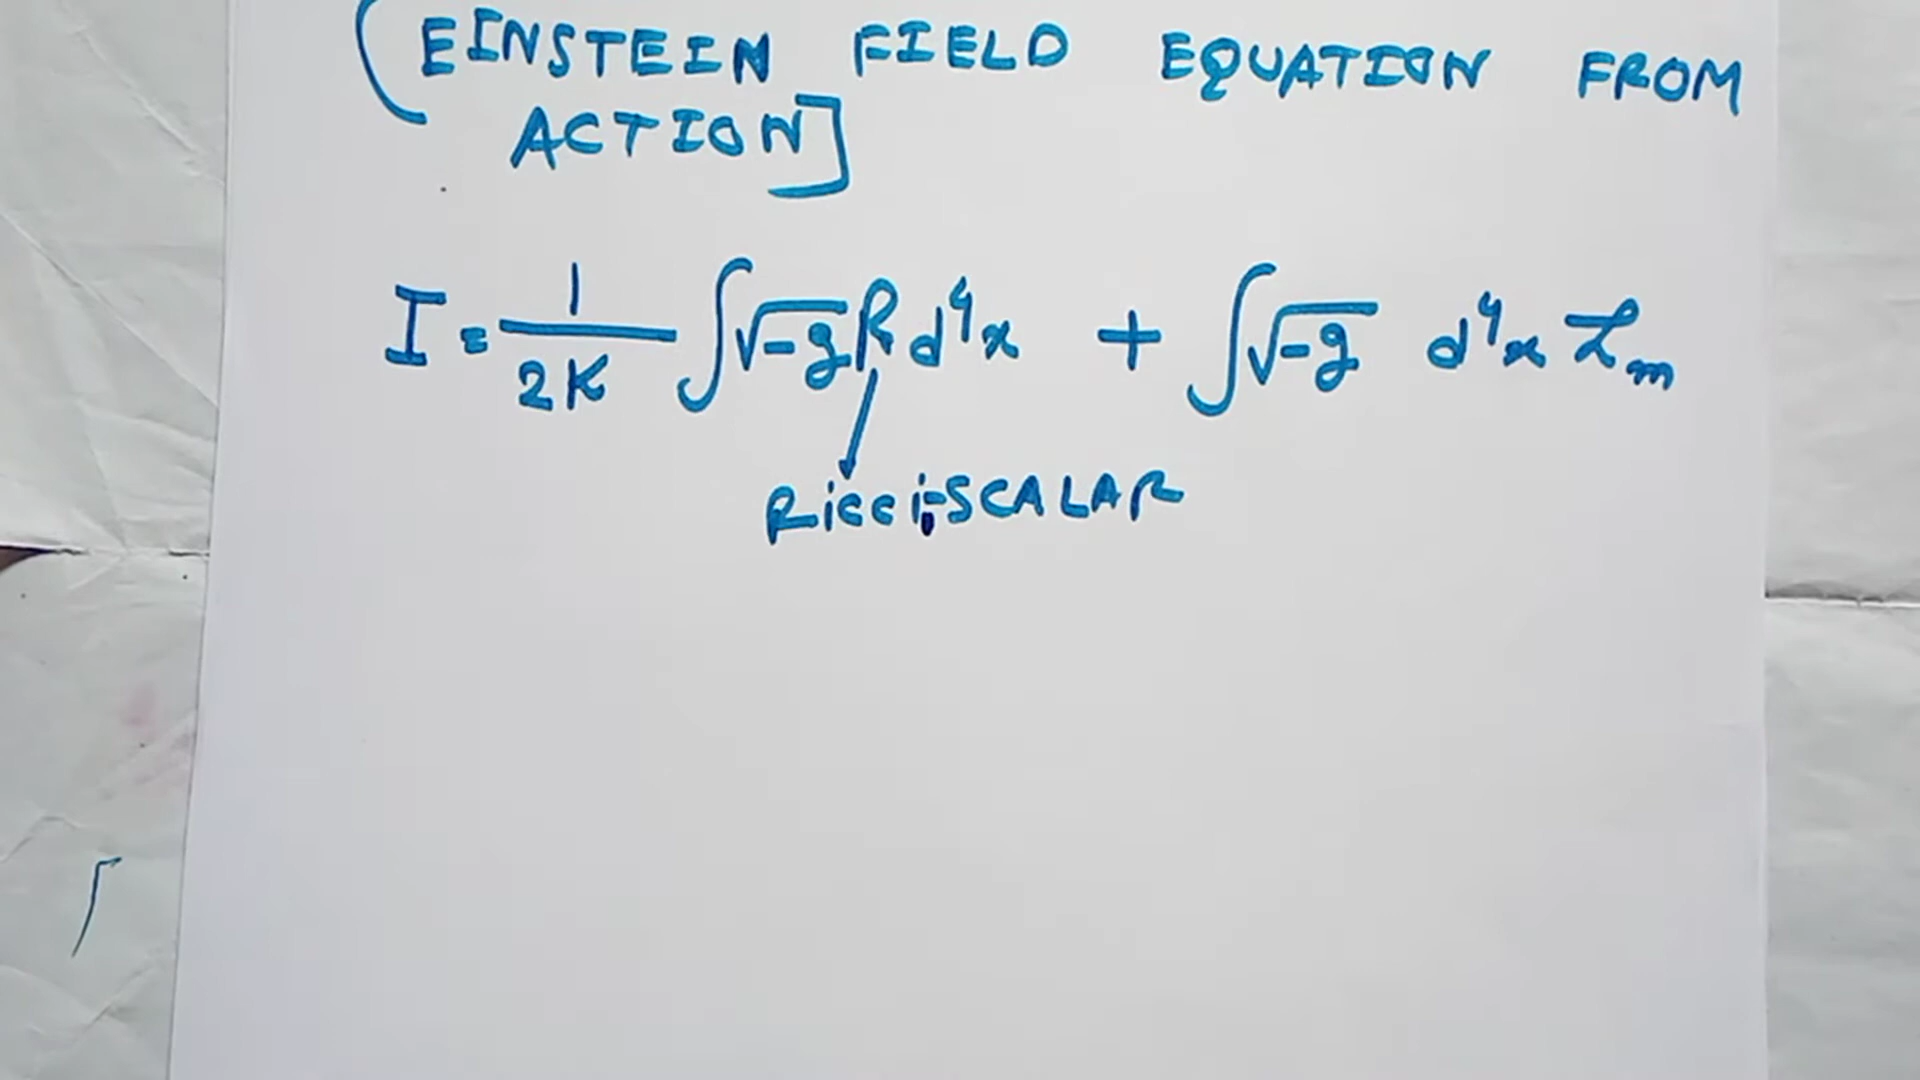 (EINSTEIN FIELD EQUATION FROM
ACTION]
I = 1/2K ∫√-g R d⁴x + ∫√-g d⁴x ℒm
Ricci-SCALAR